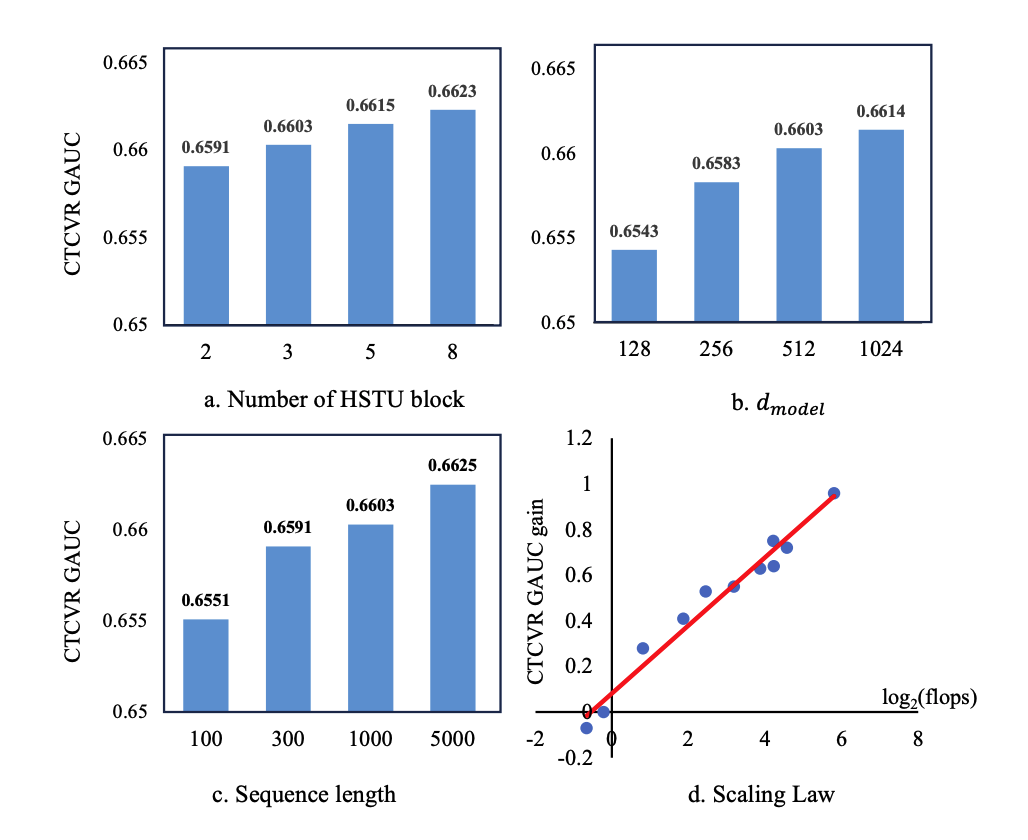 0.665
0.66
0.655
0.65
CTCVR GAUC
0.6591
0.6603
0.6615
0.6623
2 3 5 8
a. Number of HSTU block
0.665
0.66
0.655
0.65
0.6543
0.6583
0.6603
0.6614
128 256 512 1024
b. d_model
0.665
0.66
0.655
0.65
CTCVR GAUC
0.6551
0.6591
0.6603
0.6625
100 300 1000 5000
c. Sequence length
1.2
1
0.8
0.6
0.4
0.2
0
-0.2
CTCVR GAUC gain
log₂(flops)
-2 0 2 4 6 8
d. Scaling Law